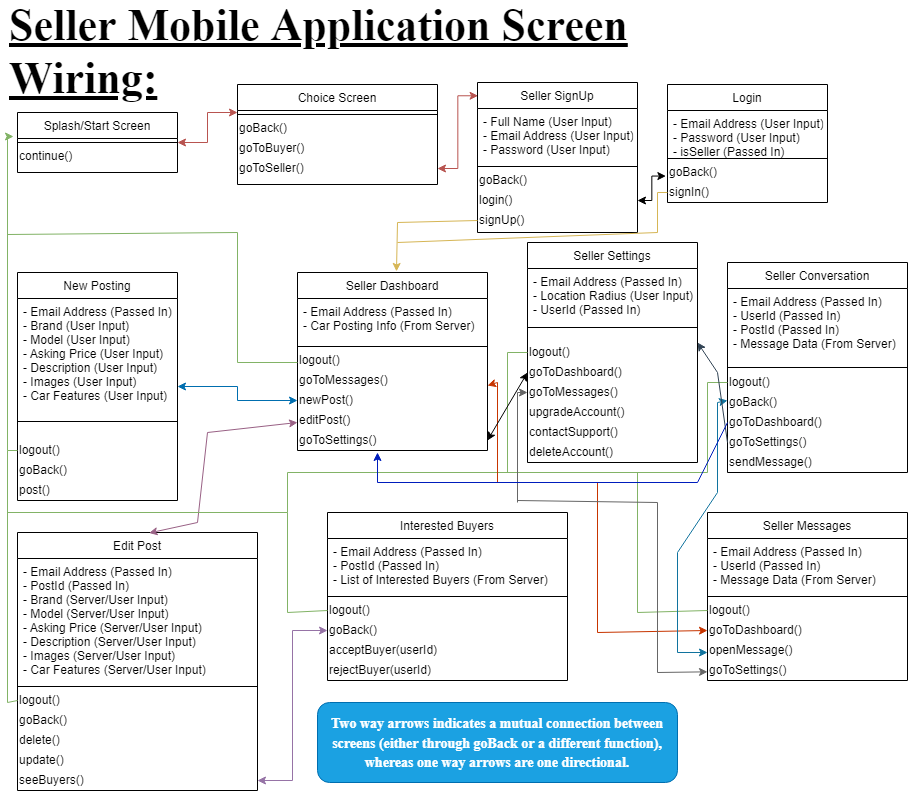 Seller Mobile Application Screen
Wiring:
Splash/Start Screen
continue()
Choice Screen
goBack()
goToBuyer()
goToSeller()
Seller SignUp
- Full Name (User Input)
- Email Address (User Input)
- Password (User Input)
goBack()
login()
signUp()
Login
- Email Address (User Input)
- Password (User Input)
- isSeller (Passed In)
goBack()
signIn()
New Posting
- Email Address (Passed In)
- Brand (User Input)
- Model (User Input)
- Asking Price (User Input)
- Description (User Input)
- Images (User Input)
- Car Features (User Input)
logout()
goBack()
post()
Seller Dashboard
- Email Address (Passed In)
- Car Posting Info (From Server)
logout()
goToMessages()
newPost()
editPost()
goToSettings()
Seller Settings
- Email Address (Passed In)
- Location Radius (User Input)
- UserId (Passed In)
logout()
goToDashboard()
goToMessages()
upgradeAccount()
contactSupport()
deleteAccount()
Seller Conversation
- Email Address (Passed In)
- UserId (Passed In)
- PostId (Passed In)
- Message Data (From Server)
logout()
goBack()
goToDashboard()
goToSettings()
sendMessage()
Edit Post
- Email Address (Passed In)
- PostId (Passed In)
- Brand (Server/User Input)
- Model (Server/User Input)
- Asking Price (Server/User Input)
- Description (Server/User Input)
- Images (Server/User Input)
- Car Features (Server/User Input)
logout()
goBack()
delete()
update()
seeBuyers()
Interested Buyers
- Email Address (Passed In)
- PostId (Passed In)
- List of Interested Buyers (From Server)
logout()
goBack()
acceptBuyer(userId)
rejectBuyer(userId)
Seller Messages
- Email Address (Passed In)
- UserId (Passed In)
- Message Data (From Server)
logout()
goToDashboard()
openMessage()
goToSettings()
Two way arrows indicates a mutual connection between
screens (either through goBack or a different function),
whereas one way arrows are one directional.